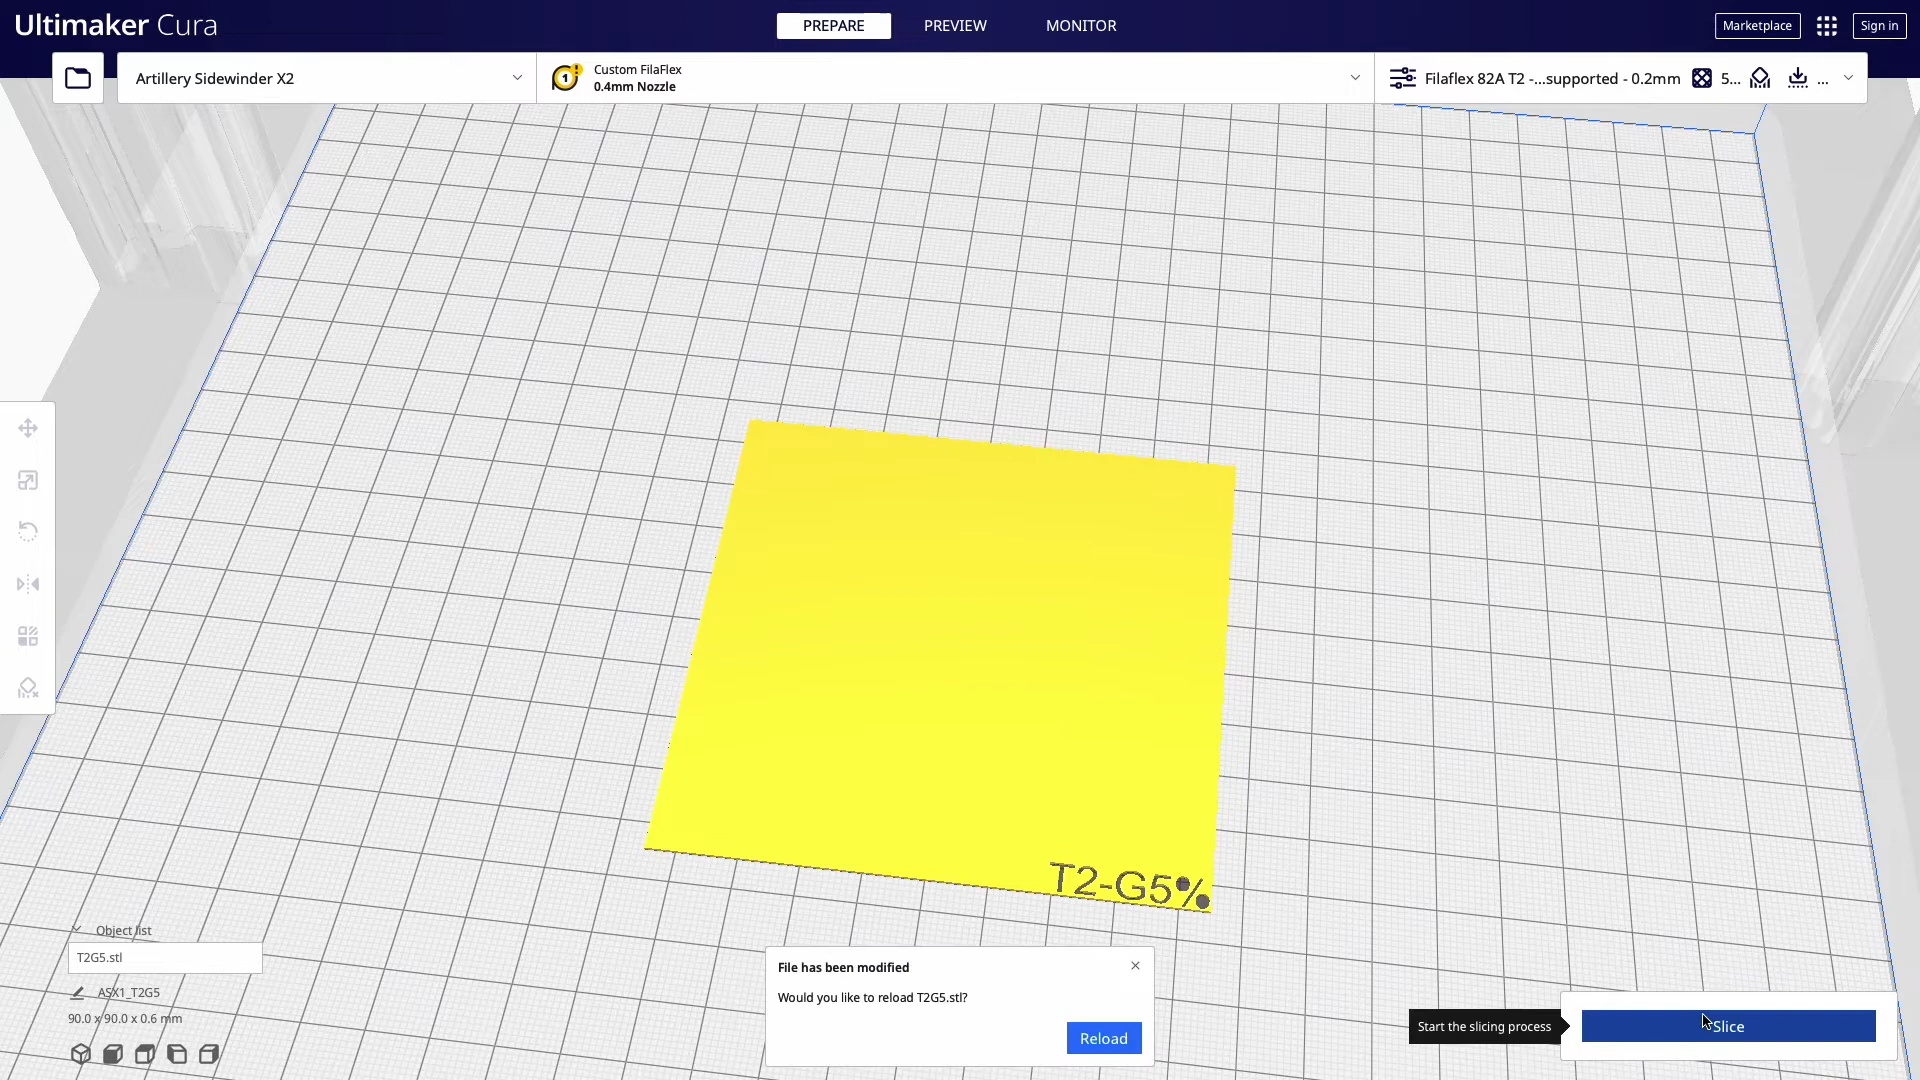 Ultimaker Cura
PREPARE
PREVIEW
MONITOR
Marketplace
Sign in
Artillery Sidewinder X2
1
Custom FilaFlex
0.4mm Nozzle
Filaflex 82A T2 -...supported - 0.2mm
5...
...
T2-G5%
Object list
T2G5.stl
ASX1_T2G5
90.0 x 90.0 x 0.6 mm
File has been modified
Would you like to reload T2G5.stl?
Reload
Start the slicing process
Slice